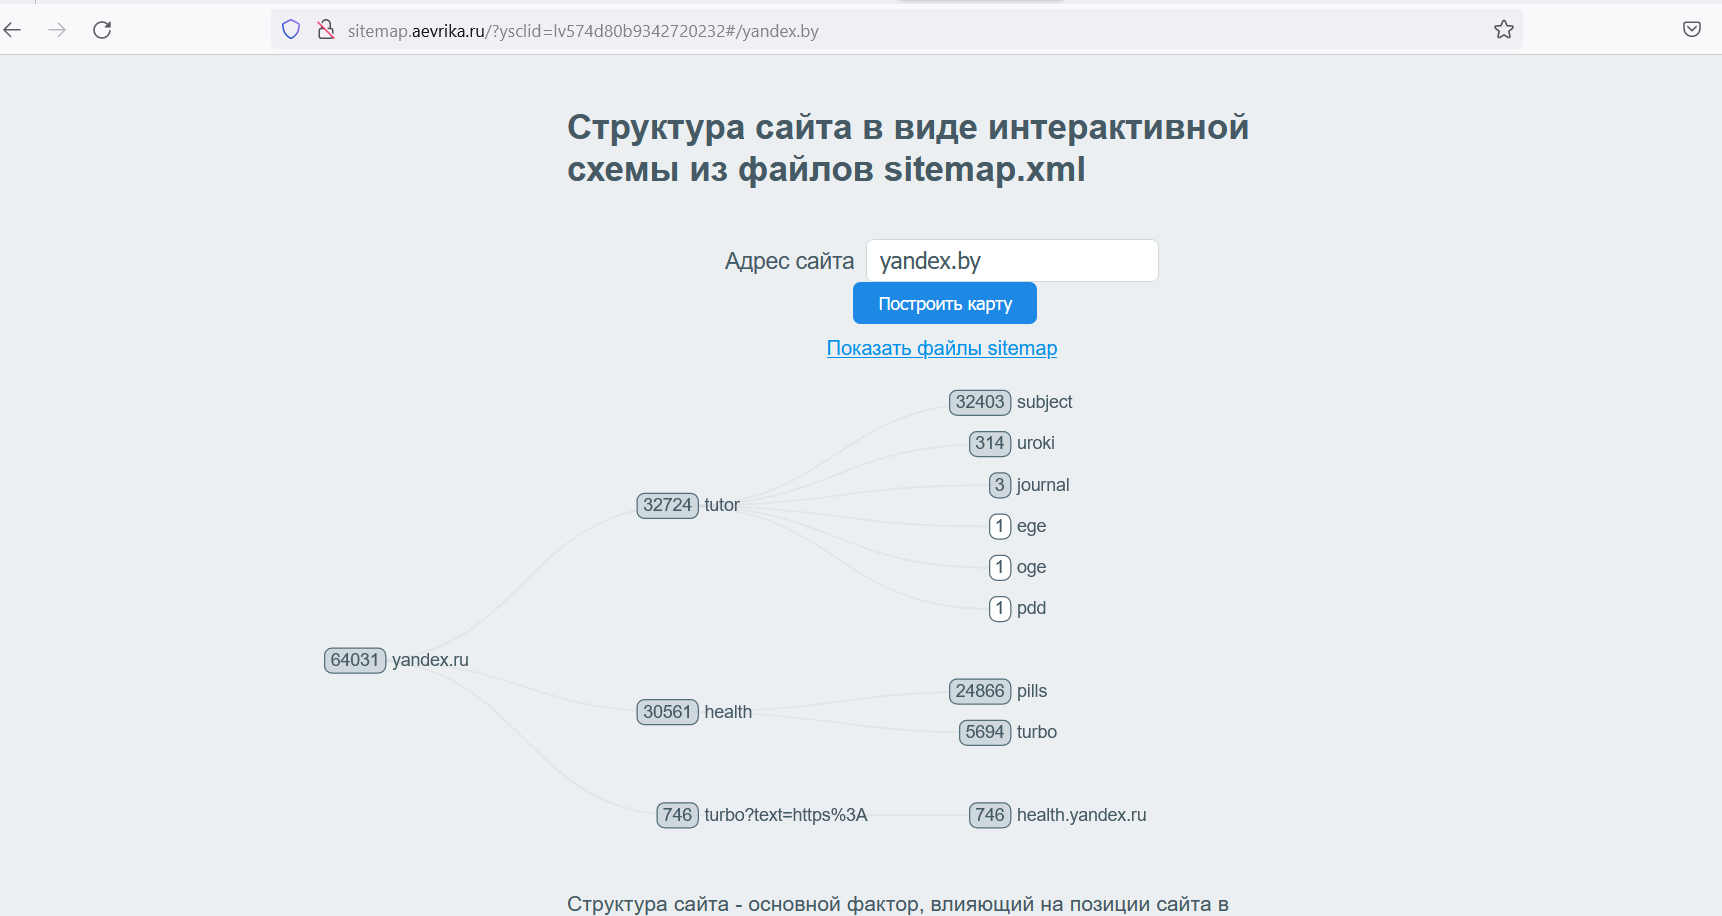 sitemap.aevrika.ru/?ysclid=lv574d80b9342720232#/yandex.by
Структура сайта в виде интерактивной
схемы из файлов sitemap.xml
Адрес сайта yandex.by
Построить карту
Показать файлы sitemap
32403 subject
314 uroki
3 journal
32724 tutor
1 ege
1 oge
1 pdd
64031 yandex.ru
24866 pills
30561 health
5694 turbo
746 turbo?text=https%3A
746 health.yandex.ru
Структура сайта - основной фактор, влияющий на позиции сайта в